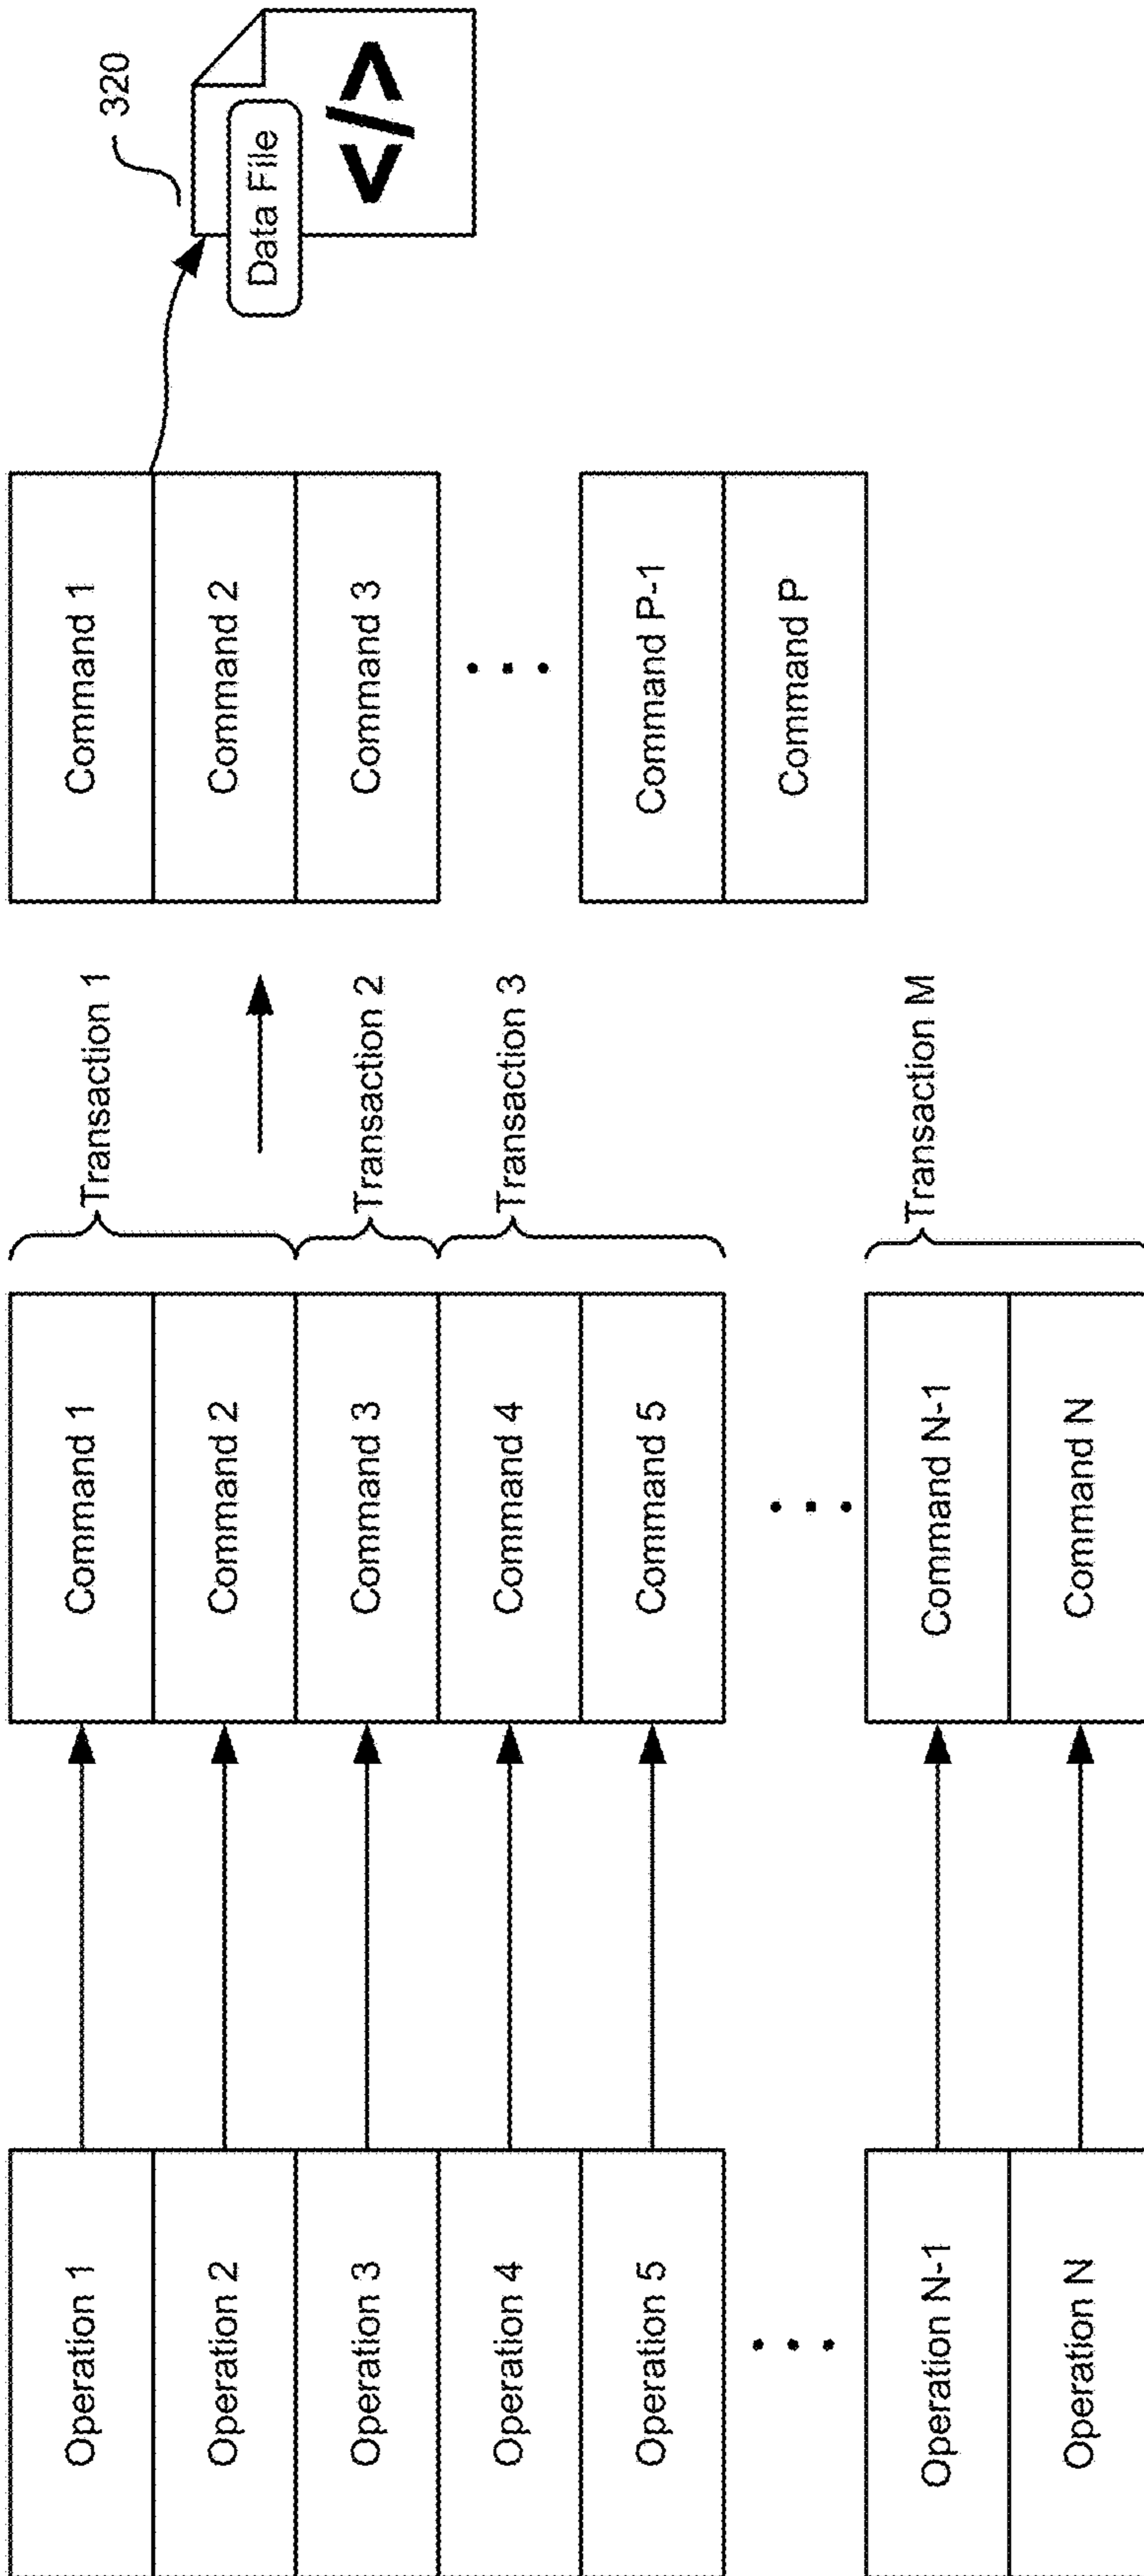 Operation 1
Operation 2
Operation 3
Operation 4
Operation 5
Operation N-1
Operation N
Command 1
Command 2
Command 3
Command 4
Command 5
Command N-1
Command N
Transaction 1
Transaction 2
Transaction 3
Transaction M
Command 1
Command 2
Command 3
Command P-1
Command P
320
Data File
</>